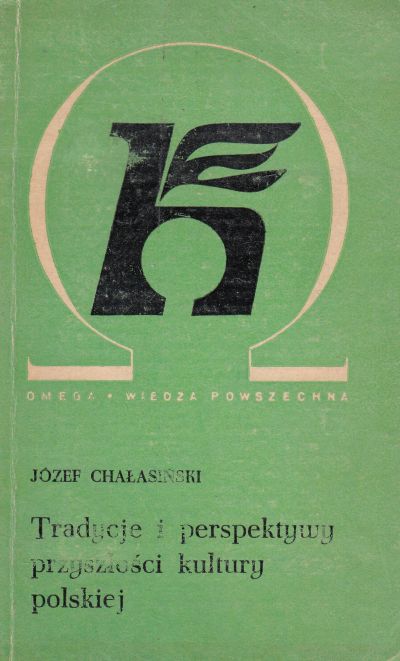 OMEGA • WIEDZA POWSZECHNA
JÓZEF CHAŁASIŃSKI
Tradycje i perspektywy
przyszłości kultury
polskiej